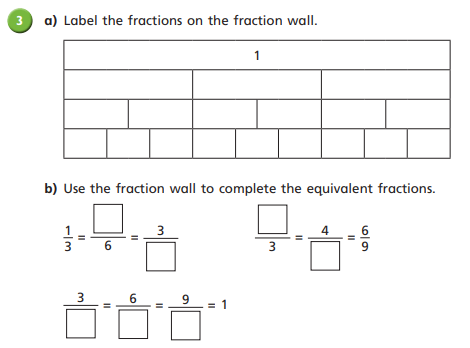 3 a) Label the fractions on the fraction wall.
1
b) Use the fraction wall to complete the equivalent fractions.
1/3 = □/6 = 3/□
□/3 = 4/□ = 6/9
3/□ = 6/□ = 9/□ = 1